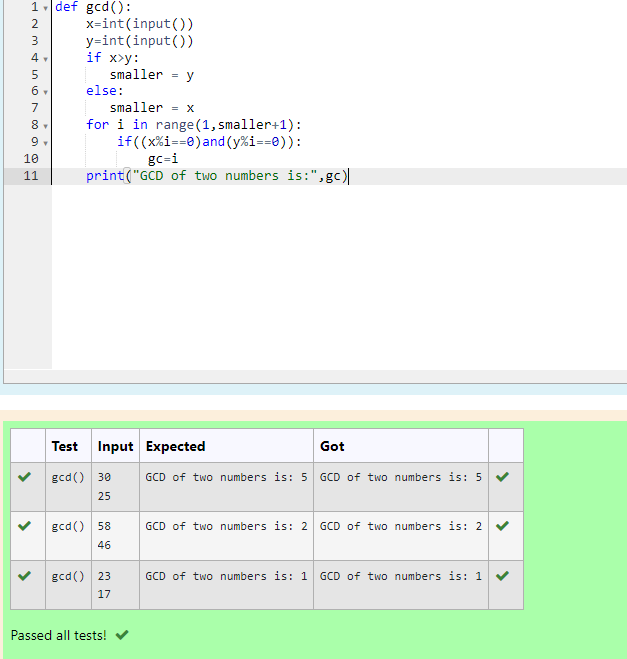 1 def gcd():
2     x=int(input())
3     y=int(input())
4     if x>y:
5        smaller = y
6     else:
7        smaller = x
8     for i in range(1,smaller+1):
9         if((x%i==0)and(y%i==0)):
10             gc=i
11     print("GCD of two numbers is:",gc)
Test Input Expected Got
gcd() 30 GCD of two numbers is: 5 GCD of two numbers is: 5
25
gcd() 58 GCD of two numbers is: 2 GCD of two numbers is: 2
46
gcd() 23 GCD of two numbers is: 1 GCD of two numbers is: 1
17
Passed all tests!